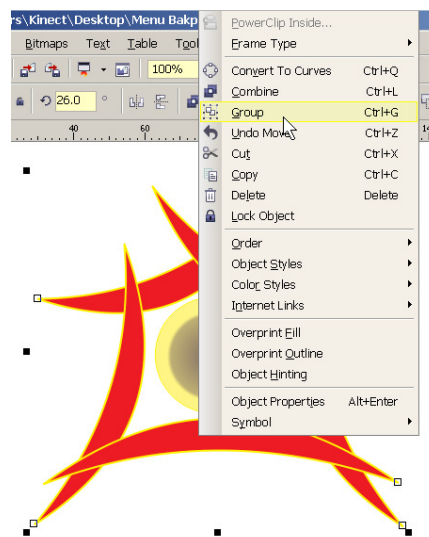 rs\Kinect\Desktop\Menu Bakp
Bitmaps Text Table Tool
100%
26.0 °
40 60 14
PowerClip Inside...
Frame Type
Convert To Curves Ctrl+Q
Combine Ctrl+L
Group Ctrl+G
Undo Move Ctrl+Z
Cut Ctrl+X
Copy Ctrl+C
Delete Delete
Lock Object
Order
Object Styles
Color Styles
Internet Links
Overprint Fill
Overprint Outline
Object Hinting
Object Properties Alt+Enter
Symbol